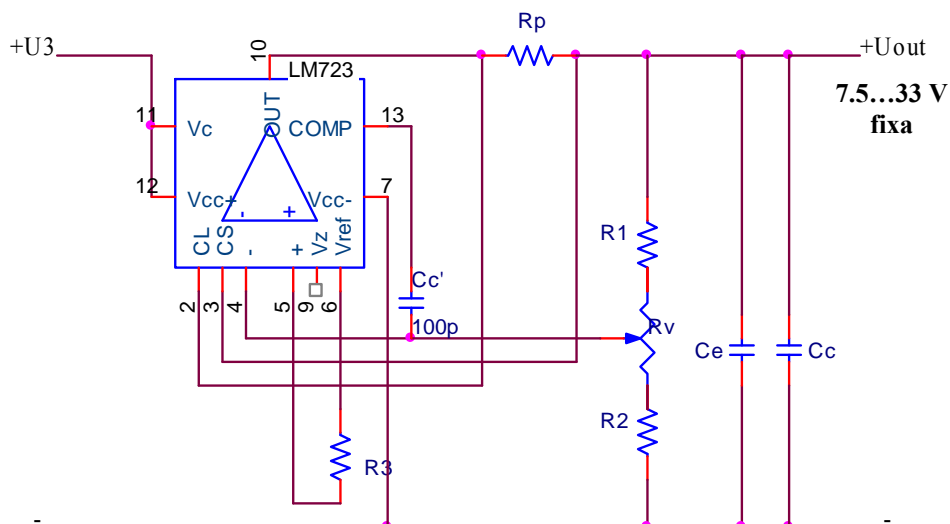 Rp
+U3
+Uout
10
LM723
7.5...33 V
fixa
11
Vc
OUT
COMP
13
12
Vcc+
Vcc-
7
-
+
CL
CS
-
+
Vz
Vref
R1
2
3
4
5
9
6
Cc'
100p
Rv
Ce
Cc
R2
R3
-
-